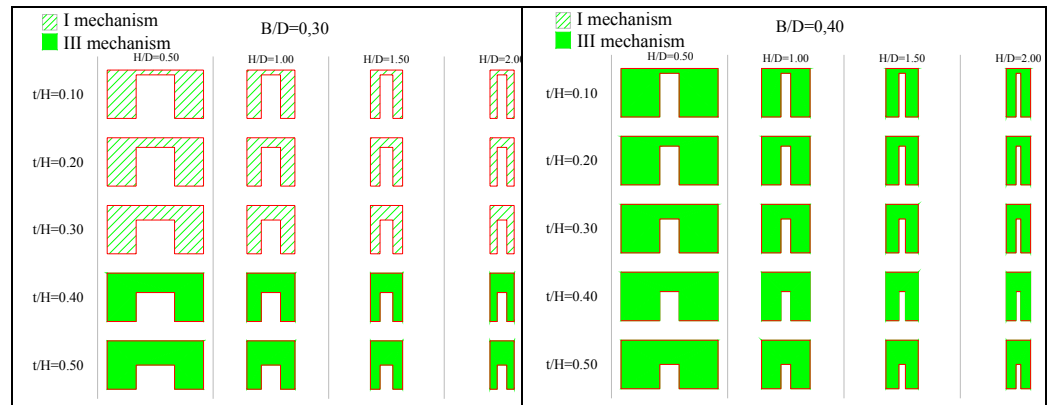 I mechanism
III mechanism
B/D=0,30
H/D=0.50 H/D=1.00 H/D=1.50 H/D=2.00
t/H=0.10
t/H=0.20
t/H=0.30
t/H=0.40
t/H=0.50
I mechanism
III mechanism
B/D=0,40
H/D=0.50 H/D=1.00 H/D=1.50 H/D=2.00
t/H=0.10
t/H=0.20
t/H=0.30
t/H=0.40
t/H=0.50